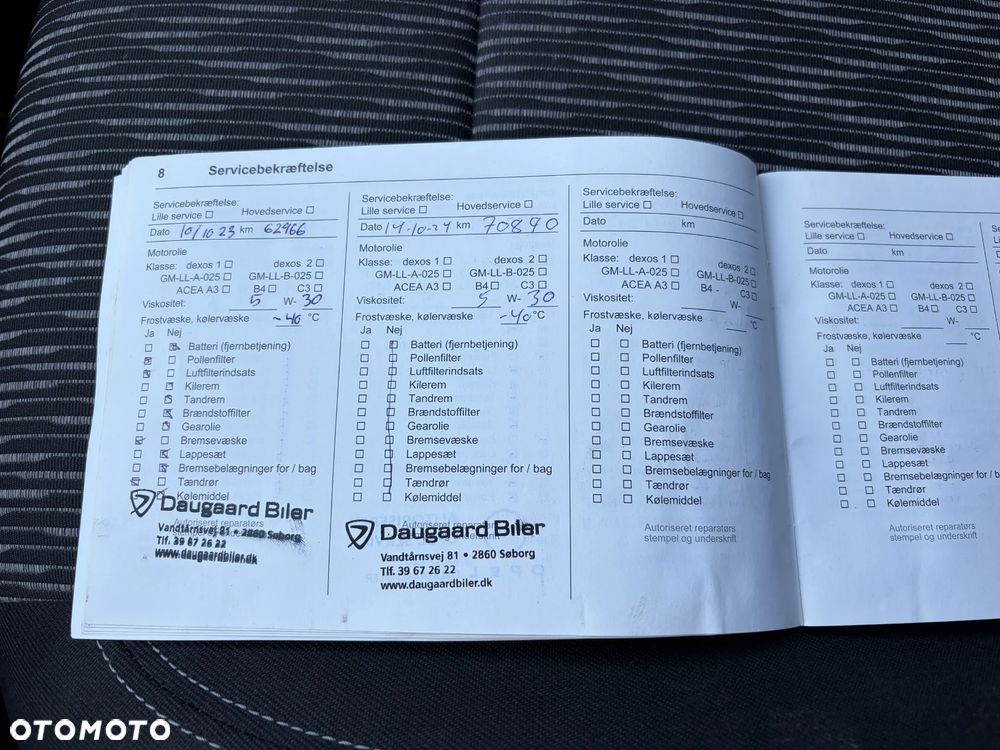 8 Servicebekræftelse
Servicebekræftelse:
Lille service ☐ Hovedservice ☐
Dato 10/10 23 km 62966
Motorolie
Klasse: dexos 1 ☐ dexos 2 ☐
GM-LL-A-025 ☐ GM-LL-B-025 ☐
ACEA A3 ☐ B4 ☐ C3 ☐
Viskositet: 5 W- 30
Frostvæske, kølervæske -40 °C
Ja Nej
Batteri (fjernbetjening)
Pollenfilter
Luftfilterindsats
Kilerem
Tandrem
Brændstoffilter
Gearolie
Bremsevæske
Lappesæt
Bremsebelægninger for / bag
Tændrør
Kølemiddel
Daugaard Biler
Autoriseret reparatørs
Vandtårnsvej 81 • 2860 Søborg
Tlf. 39 67 26 22
www.daugaardbiler.dk
Servicebekræftelse:
Lille service ☐ Hovedservice ☐
Dato 14-10-24 km 70840
Motorolie
Klasse: dexos 1 ☐ dexos 2 ☐
GM-LL-A-025 ☐ GM-LL-B-025 ☐
ACEA A3 ☐ B4 ☐ C3 ☐
Viskositet: 5 W- 30
Frostvæske, kølervæske -40 °C
Ja Nej
Batteri (fjernbetjening)
Pollenfilter
Luftfilterindsats
Kilerem
Tandrem
Brændstoffilter
Gearolie
Bremsevæske
Lappesæt
Bremsebelægninger for / bag
Tændrør
Kølemiddel
Autoriseret reparatørs
Daugaard Biler
Vandtårnsvej 81 • 2860 Søborg
Tlf. 39 67 26 22
www.daugaardbiler.dk
Servicebekræftelse:
Lille service ☐ Hovedservice ☐
Dato km
Motorolie
Klasse: dexos 1 ☐ dexos 2 ☐
GM-LL-A-025 ☐ GM-LL-B-025 ☐
ACEA A3 ☐ B4 - C3 ☐
Viskositet: W-
Frostvæske, kølervæske °C
Ja Nej
Batteri (fjernbetjening)
Pollenfilter
Luftfilterindsats
Kilerem
Tandrem
Brændstoffilter
Gearolie
Bremsevæske
Lappesæt
Bremsebelægninger for / bag
Tændrør
Kølemiddel
Autoriseret reparatørs
stempel og underskrift
Servicebekræftelse:
Lille service ☐ Hovedservice ☐
Dato km
Motorolie
Klasse: dexos 1 ☐ dexos 2 ☐
GM-LL-A-025 ☐ GM-LL-B-025 ☐
ACEA A3 ☐ B4 ☐ C3 ☐
Viskositet: W-
Frostvæske, kølervæske °C
Ja Nej
Batteri (fjernbetjening)
Pollenfilter
Luftfilterindsats
Kilerem
Tandrem
Brændstoffilter
Gearolie
Bremsevæske
Lappesæt
Bremsebelægninger for / bag
Tændrør
Kølemiddel
Autoriseret reparatørs
stempel og underskrift
OTOMOTO